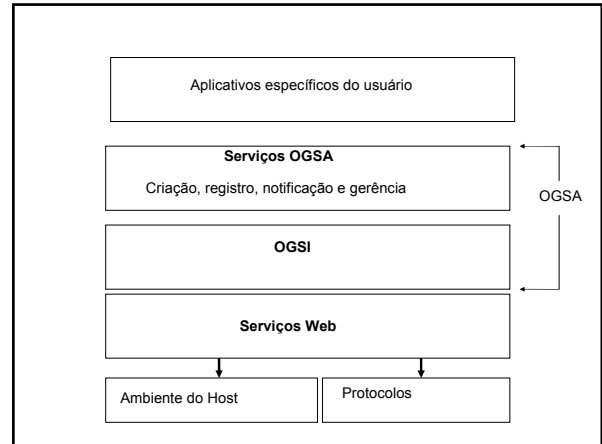 Aplicativos específicos do usuário
Serviços OGSA
Criação, registro, notificação e gerência
OGSA
OGSI
Serviços Web
Ambiente do Host
Protocolos